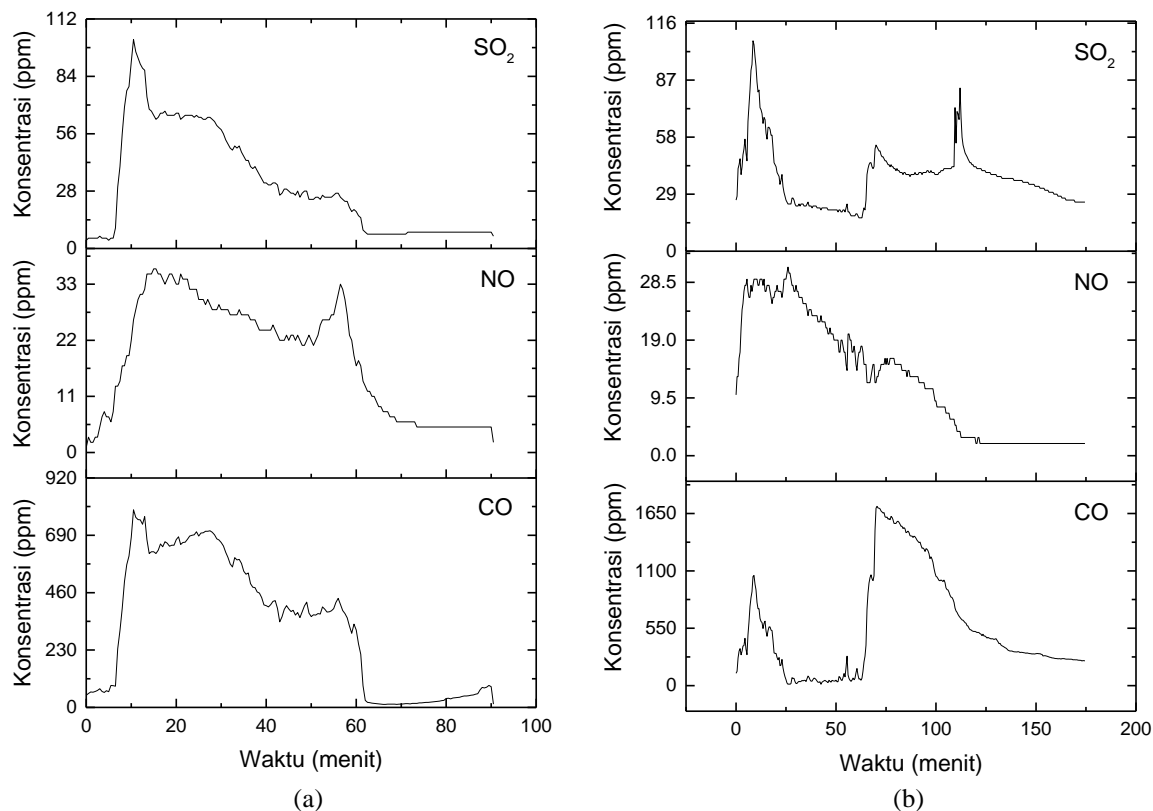 112
84
56
28
0
Konsentrasi (ppm)
SO2
33
22
11
0
Konsentrasi (ppm)
NO
920
690
460
230
0
Konsentrasi (ppm)
CO
0 20 40 60 80 100
Waktu (menit)
(a)
116
87
58
29
0
Konsentrasi (ppm)
SO2
28.5
19.0
9.5
0.0
Konsentrasi (ppm)
NO
1650
1100
550
0
Konsentrasi (ppm)
CO
0 50 100 150 200
Waktu (menit)
(b)